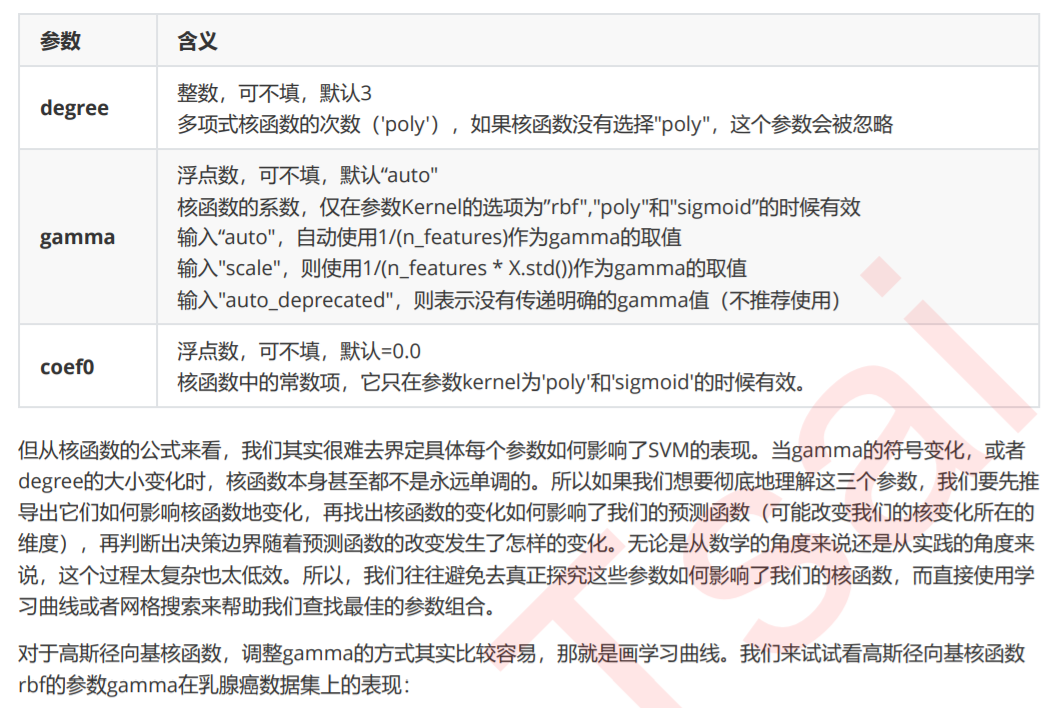 参数 含义
degree
整数，可不填，默认3
多项式核函数的次数（'poly'），如果核函数没有选择"poly"，这个参数会被忽略
gamma
浮点数，可不填，默认“auto"
核函数的系数，仅在参数Kernel的选项为”rbf","poly"和"sigmoid”的时候有效
输入“auto"，自动使用1/(n_features)作为gamma的取值
输入"scale"，则使用1/(n_features * X.std())作为gamma的取值
输入"auto_deprecated"，则表示没有传递明确的gamma值（不推荐使用）
coef0
浮点数，可不填，默认=0.0
核函数中的常数项，它只在参数kernel为'poly'和'sigmoid'的时候有效。
但从核函数的公式来看，我们其实很难去界定具体每个参数如何影响了SVM的表现。当gamma的符号变化，或者
degree的大小变化时，核函数本身甚至都不是永远单调的。所以如果我们想要彻底地理解这三个参数，我们要先推
导出它们如何影响核函数地变化，再找出核函数的变化如何影响了我们的预测函数（可能改变我们的核变化所在的
维度），再判断出决策边界随着预测函数的改变发生了怎样的变化。无论是从数学的角度来说还是从实践的角度来
说，这个过程太复杂也太低效。所以，我们往往避免去真正探究这些参数如何影响了我们的核函数，而直接使用学
习曲线或者网格搜索来帮助我们查找最佳的参数组合。
对于高斯径向基核函数，调整gamma的方式其实比较容易，那就是画学习曲线。我们来试试看高斯径向基核函数
rbf的参数gamma在乳腺癌数据集上的表现：
Tsai